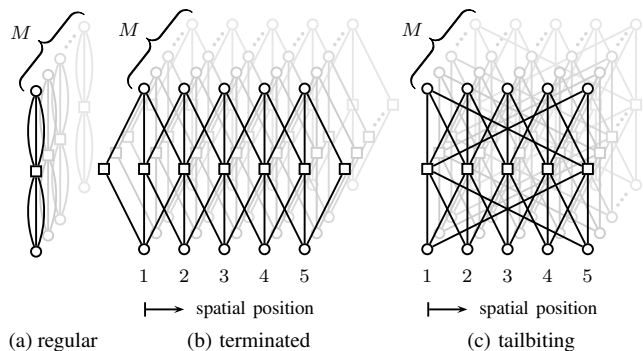 M M M
1 2 3 4 5 1 2 3 4 5
spatial position spatial position
(a) regular (b) terminated (c) tailbiting